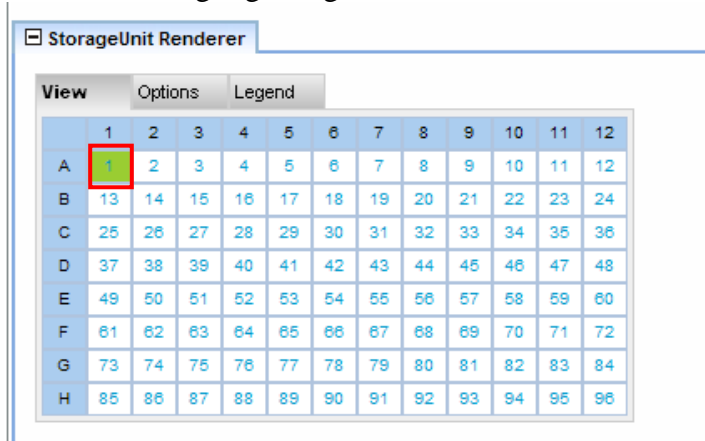 StorageUnit Renderer
View Options Legend
1 2 3 4 5 6 7 8 9 10 11 12
A 1 2 3 4 5 6 7 8 9 10 11 12
B 13 14 15 16 17 18 19 20 21 22 23 24
C 25 26 27 28 29 30 31 32 33 34 35 36
D 37 38 39 40 41 42 43 44 45 46 47 48
E 49 50 51 52 53 54 55 56 57 58 59 60
F 61 62 63 64 65 66 67 68 69 70 71 72
G 73 74 75 76 77 78 79 80 81 82 83 84
H 85 86 87 88 89 90 91 92 93 94 95 96